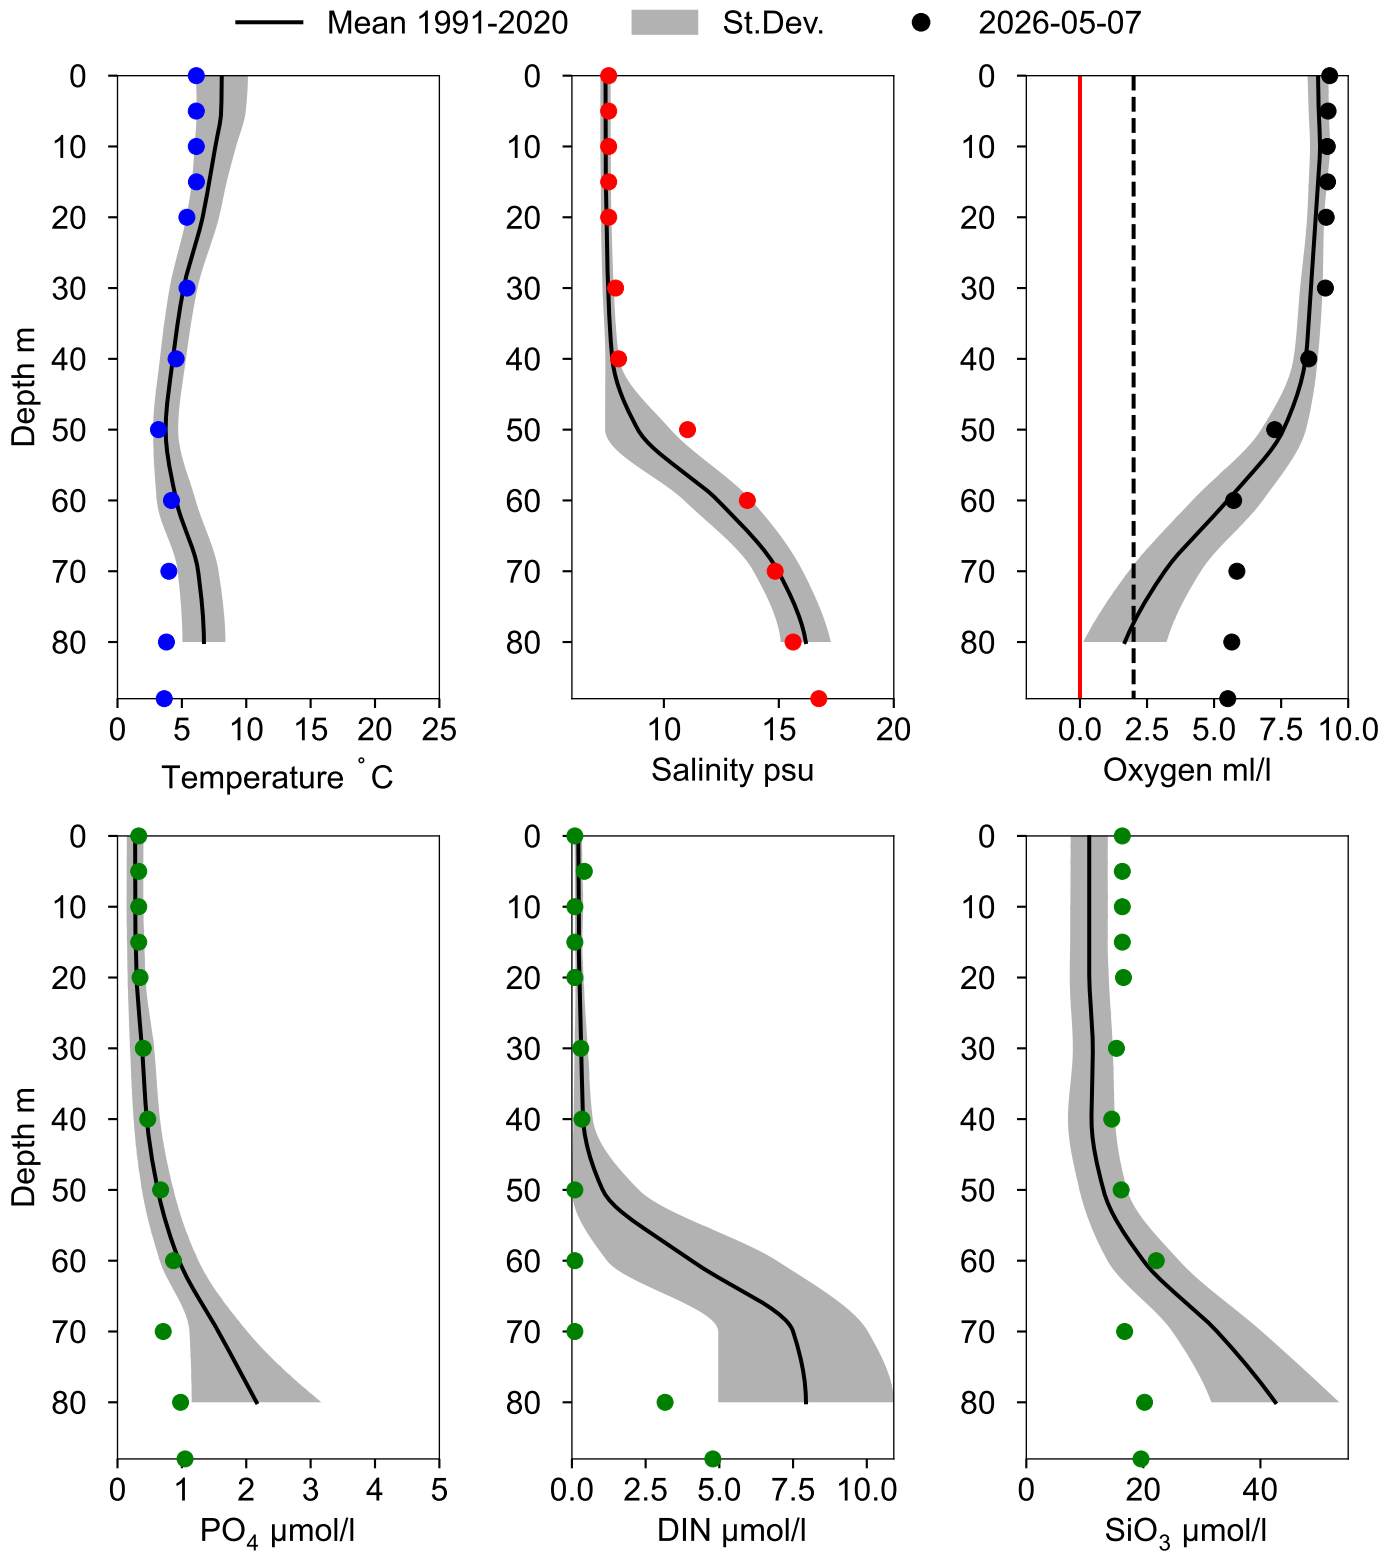 Mean 1991-2020 St.Dev. 2026-05-07
0 0 0
10 10 10
20 20 20
30 30 30
40 40 40
50 50 50
60 60 60
70 70 70
80 80 80
Depth m
0 5 10 15 20 25 10 15 20 0.0 2.5 5.0 7.5 10.0
Temperature °C Salinity psu Oxygen ml/l
0 0 0
10 10 10
20 20 20
30 30 30
40 40 40
50 50 50
60 60 60
70 70 70
80 80 80
Depth m
0 1 2 3 4 5 0.0 2.5 5.0 7.5 10.0 0 20 40
PO₄ µmol/l DIN µmol/l SiO₃ µmol/l